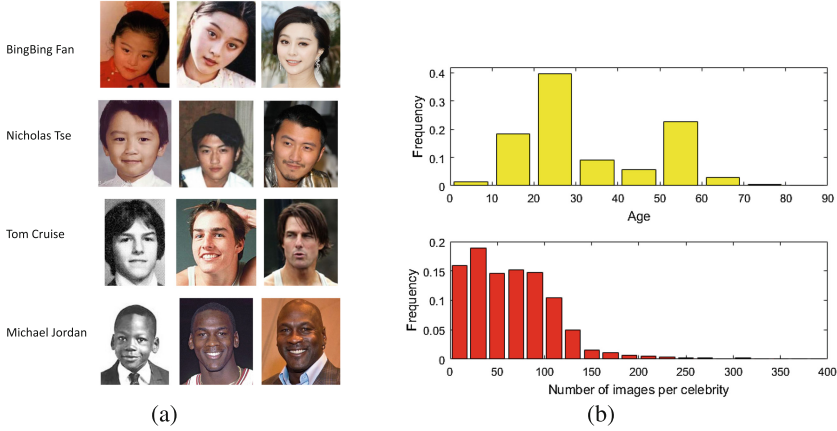 BingBing Fan
Nicholas Tse
Tom Cruise
Michael Jordan
(a)
Frequency
0.4
0.3
0.2
0.1
0
0 10 20 30 40 50 60 70 80 90
Age
Frequency
0.2
0.15
0.1
0.05
0
0 50 100 150 200 250 300 350 400
Number of images per celebrity
(b)